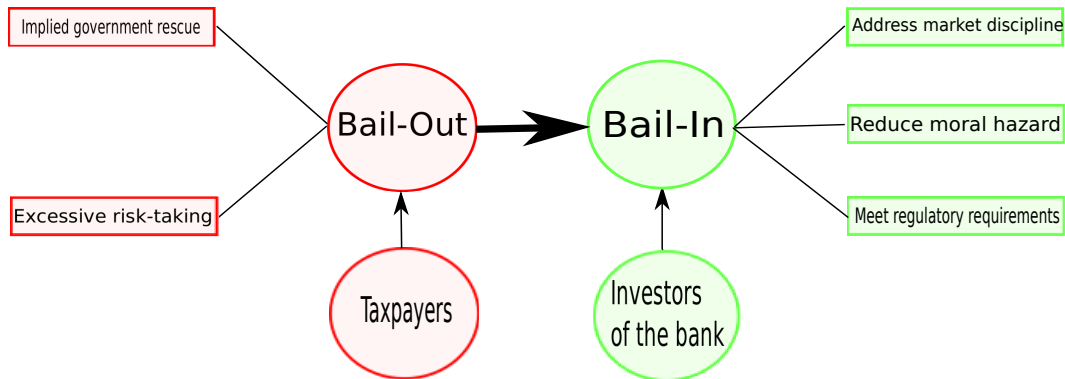 Implied government rescue
Address market discipline
Bail-Out
Bail-In
Reduce moral hazard
Excessive risk-taking
Meet regulatory requirements
Taxpayers
Investors
of the bank